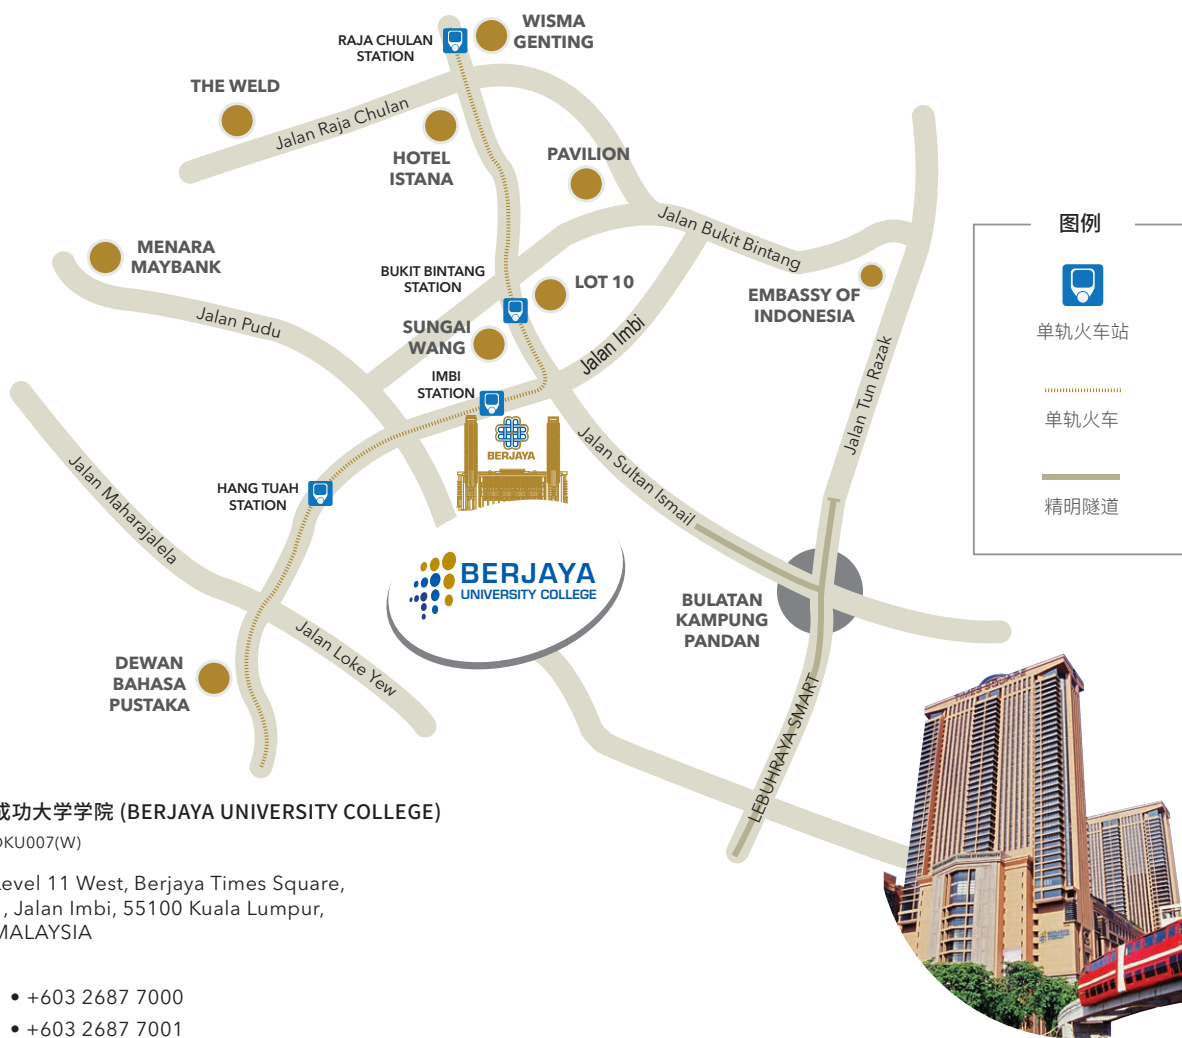 WISMA
GENTING
RAJA CHULAN
STATION
THE WELD
Jalan Raja Chulan
HOTEL
ISTANA
PAVILION
Jalan Bukit Bintang
图例
MENARA
MAYBANK
BUKIT BINTANG
STATION
LOT 10
EMBASSY OF
INDONESIA
单轨火车站
Jalan Pudu
SUNGAI
WANG
Jalan Imbi
IMBI
STATION
Jalan Tun Razak
单轨火车
BERJAYA
Jalan Sultan Ismail
Jalan Maharajalela
HANG TUAH
STATION
精明隧道
BERJAYA
UNIVERSITY COLLEGE
BULATAN
KAMPUNG
PANDAN
Jalan Loke Yew
DEWAN
BAHASA
PUSTAKA
LEBUHRAYA SMART
成功大学学院 (BERJAYA UNIVERSITY COLLEGE)
DKU007(W)
Level 11 West, Berjaya Times Square,
, Jalan Imbi, 55100 Kuala Lumpur,
MALAYSIA
• +603 2687 7000
• +603 2687 7001